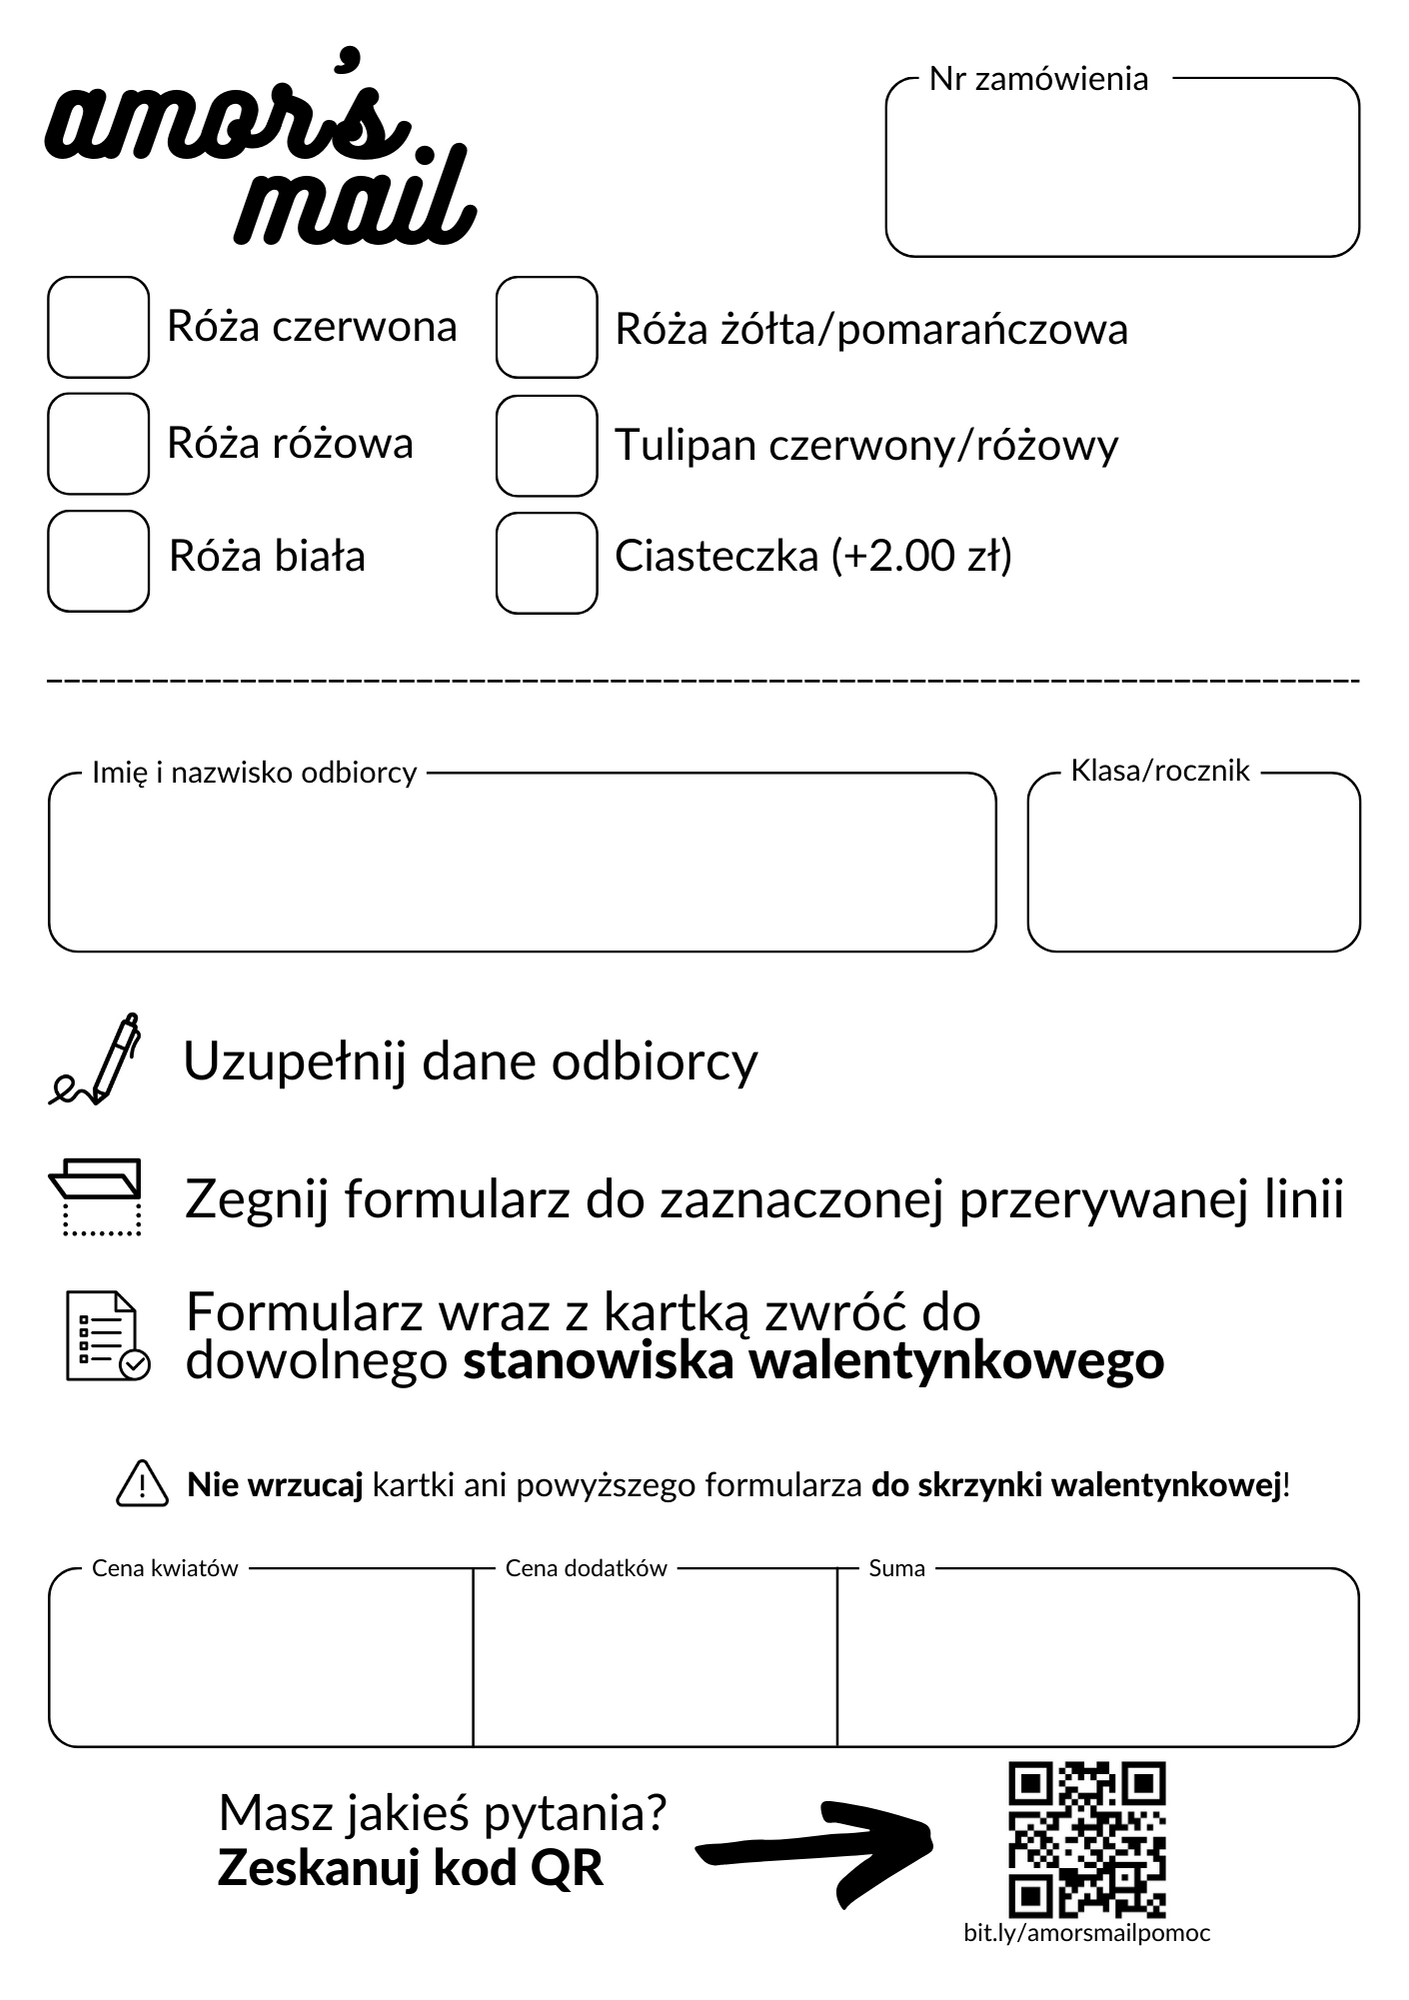 amor's
mail
Nr zamówienia
Róża czerwona
Róża żółta/pomarańczowa
Róża różowa
Tulipan czerwony/różowy
Róża biała
Ciasteczka (+2.00 zł)
Imię i nazwisko odbiorcy
Klasa/rocznik
Uzupełnij dane odbiorcy
Zegnij formularz do zaznaczonej przerywanej linii
Formularz wraz z kartką zwróć do
dowolnego stanowiska walentynkowego
Nie wrzucaj kartki ani powyższego formularza do skrzynki walentynkowej!
Cena kwiatów
Cena dodatków
Suma
Masz jakieś pytania?
Zeskanuj kod QR
bit.ly/amorsmailpomoc